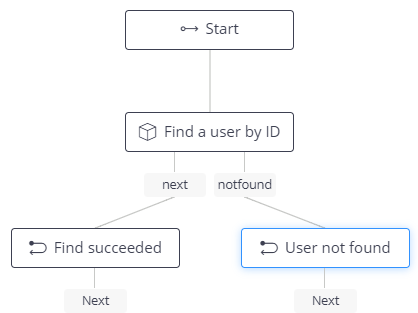 Start
Find a user by ID
next
notfound
Find succeeded
User not found
Next
Next